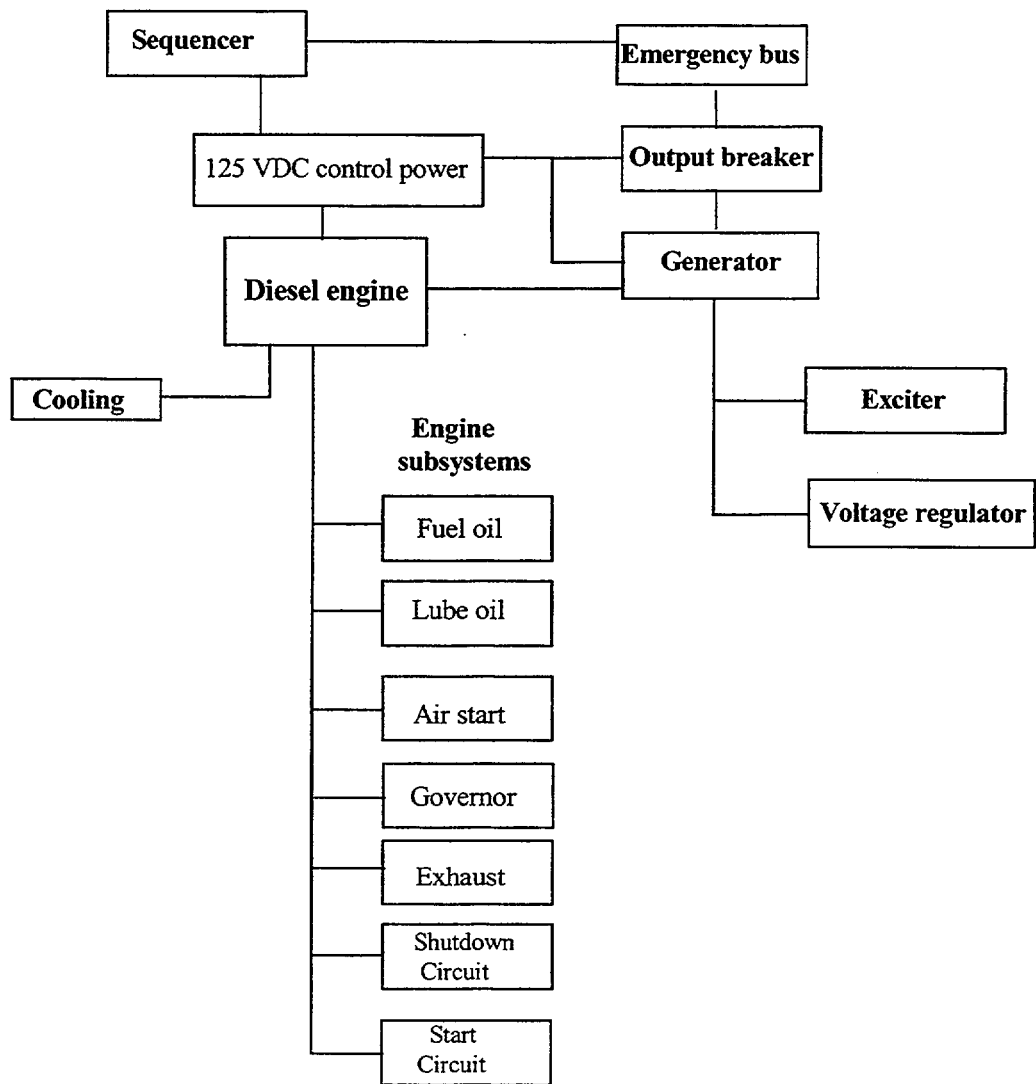 Sequencer
Emergency bus
125 VDC control power
Output breaker
Diesel engine
Generator
Cooling
Exciter
Voltage regulator
Engine
subsystems
Fuel oil
Lube oil
Air start
Governor
Exhaust
Shutdown
Circuit
Start
Circuit